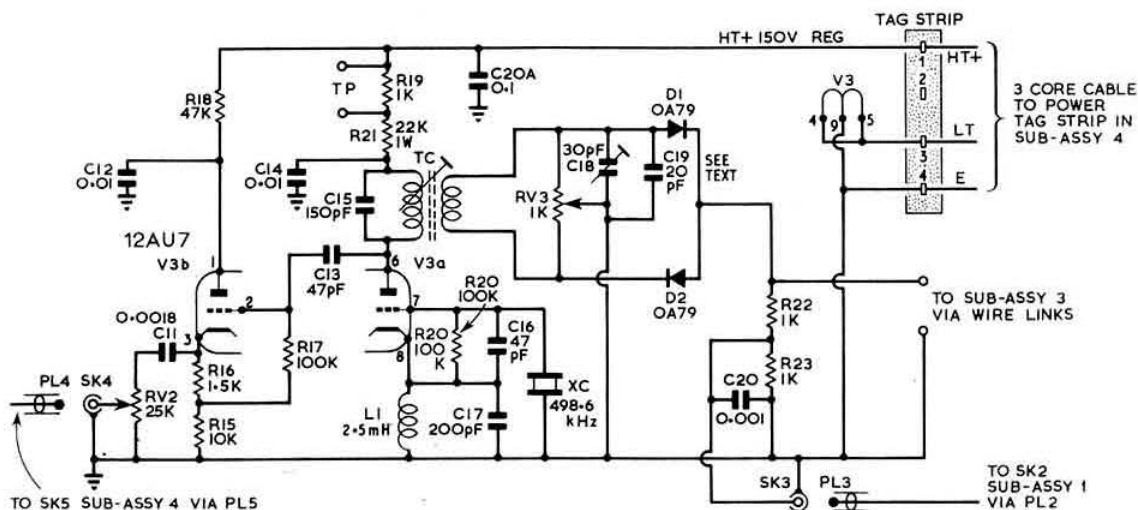 TAG STRIP
HT+ 150V REG
HT+
1
2
3
4
LT
E
3 CORE CABLE
TO POWER
TAG STRIP IN
SUB-ASSY 4
V3
4
9
5
R18
47K
TP
R19
1K
C20A
0·1
R21
22K
1W
TC
D1
OA79
C12
0·01
C14
0·01
C15
150pF
30pF
C18
C19
20
pF
SEE
TEXT
RV3
1K
12AU7
V3b
1
C13
47pF
6
V3a
2
7
R20
100K
D2
OA79
0·0018
C11
3
R17
100K
R20
100
K
8
C16
47
pF
R22
1K
TO SUB-ASSY 3
VIA WIRE LINKS
PL4
SK4
RV2
25K
R16
1·5K
XC
498·6
kHz
R23
1K
C20
0·001
R15
10K
L1
2·5mH
C17
200pF
TO SK5 SUB-ASSY 4 VIA PL5
SK3
PL3
TO SK2
SUB-ASSY 1
VIA PL2